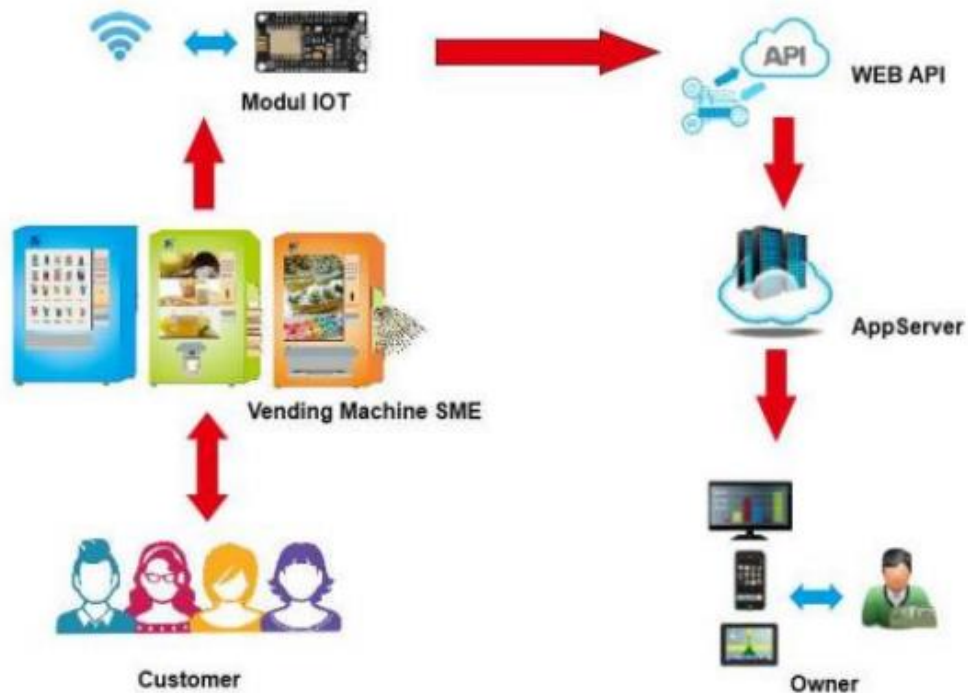 Modul IOT
API
WEB API
AppServer
Vending Machine SME
Customer
Owner